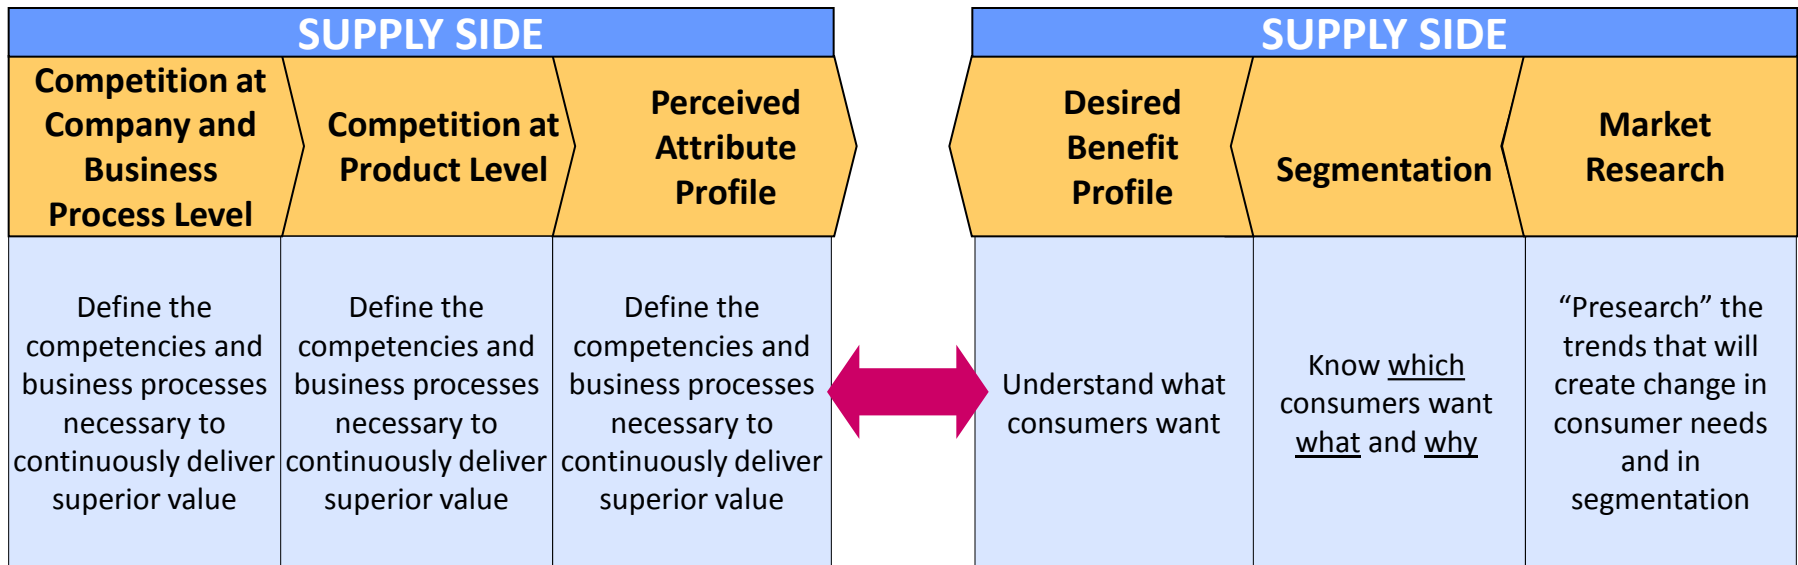 SUPPLY SIDE
Competition at
Company and
Business
Process Level
Competition at
Product Level
Perceived
Attribute
Profile
Define the
competencies and
business processes
necessary to
continuously deliver
superior value
Define the
competencies and
business processes
necessary to
continuously deliver
superior value
Define the
competencies and
business processes
necessary to
continuously deliver
superior value
SUPPLY SIDE
Desired
Benefit
Profile
Segmentation
Market
Research
Understand what
consumers want
Know which
consumers want
what and why
“Presearch” the
trends that will
create change in
consumer needs
and in
segmentation